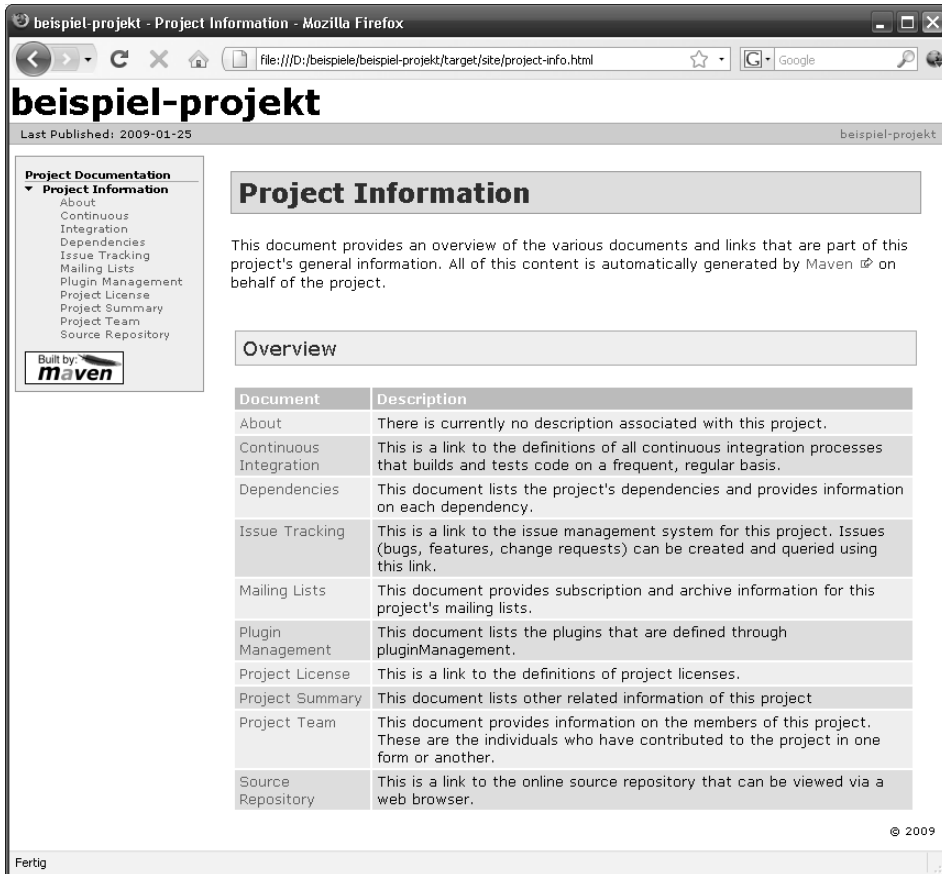 beispiel-projekt - Project Information - Mozilla Firefox
file:///D:/beispiele/beispiel-projekt/target/site/project-info.html
G
Google
beispiel-projekt
Last Published: 2009-01-25
beispiel-projekt
Project Documentation
Project Information
About
Continuous
Integration
Dependencies
Issue Tracking
Mailing Lists
Plugin Management
Project License
Project Summary
Project Team
Source Repository
Built by:
maven
Project Information
This document provides an overview of the various documents and links that are part of this
project's general information. All of this content is automatically generated by Maven on
behalf of the project.
Overview
Document Description
About There is currently no description associated with this project.
Continuous This is a link to the definitions of all continuous integration processes
Integration that builds and tests code on a frequent, regular basis.
Dependencies This document lists the project's dependencies and provides information
on each dependency.
Issue Tracking This is a link to the issue management system for this project. Issues
(bugs, features, change requests) can be created and queried using
this link.
Mailing Lists This document provides subscription and archive information for this
project's mailing lists.
Plugin This document lists the plugins that are defined through
Management pluginManagement.
Project License This is a link to the definitions of project licenses.
Project Summary This document lists other related information of this project
Project Team This document provides information on the members of this project.
These are the individuals who have contributed to the project in one
form or another.
Source This is a link to the online source repository that can be viewed via a
Repository web browser.
© 2009
Fertig